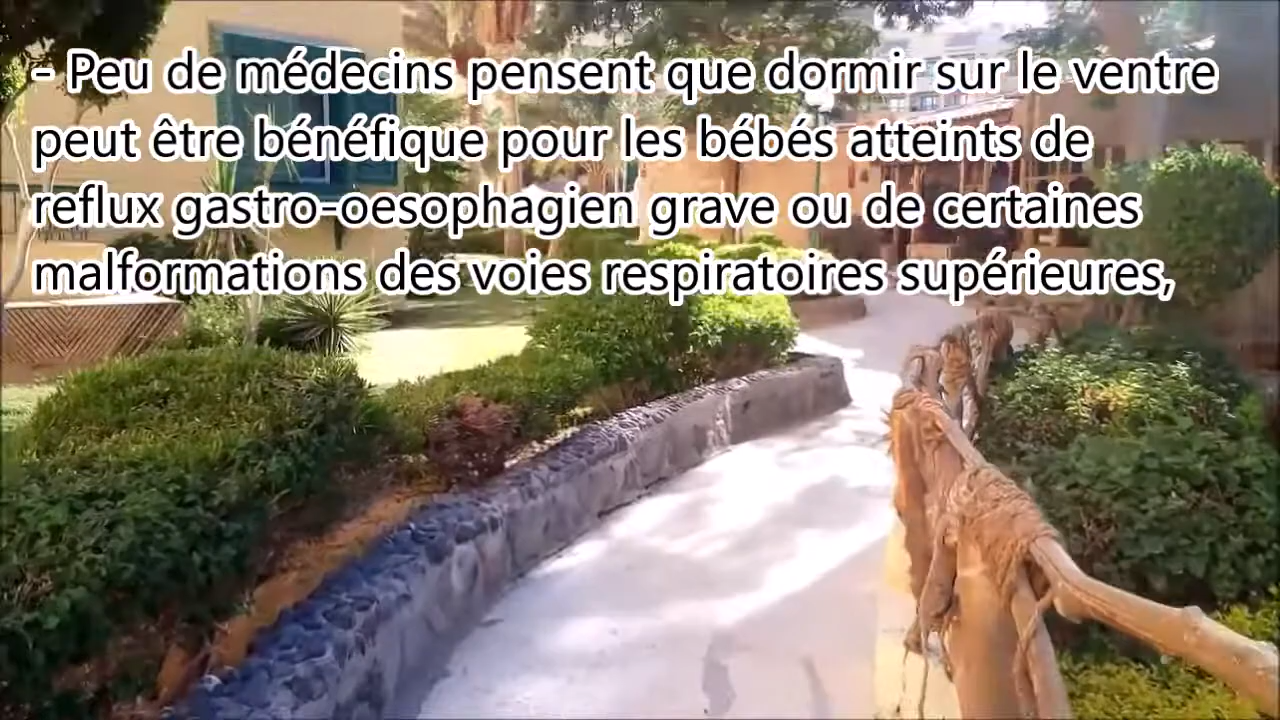 - Peu de médecins pensent que dormir sur le ventre
peut être bénéfique pour les bébés atteints de
reflux gastro-oesophagien grave ou de certaines
malformations des voies respiratoires supérieures,